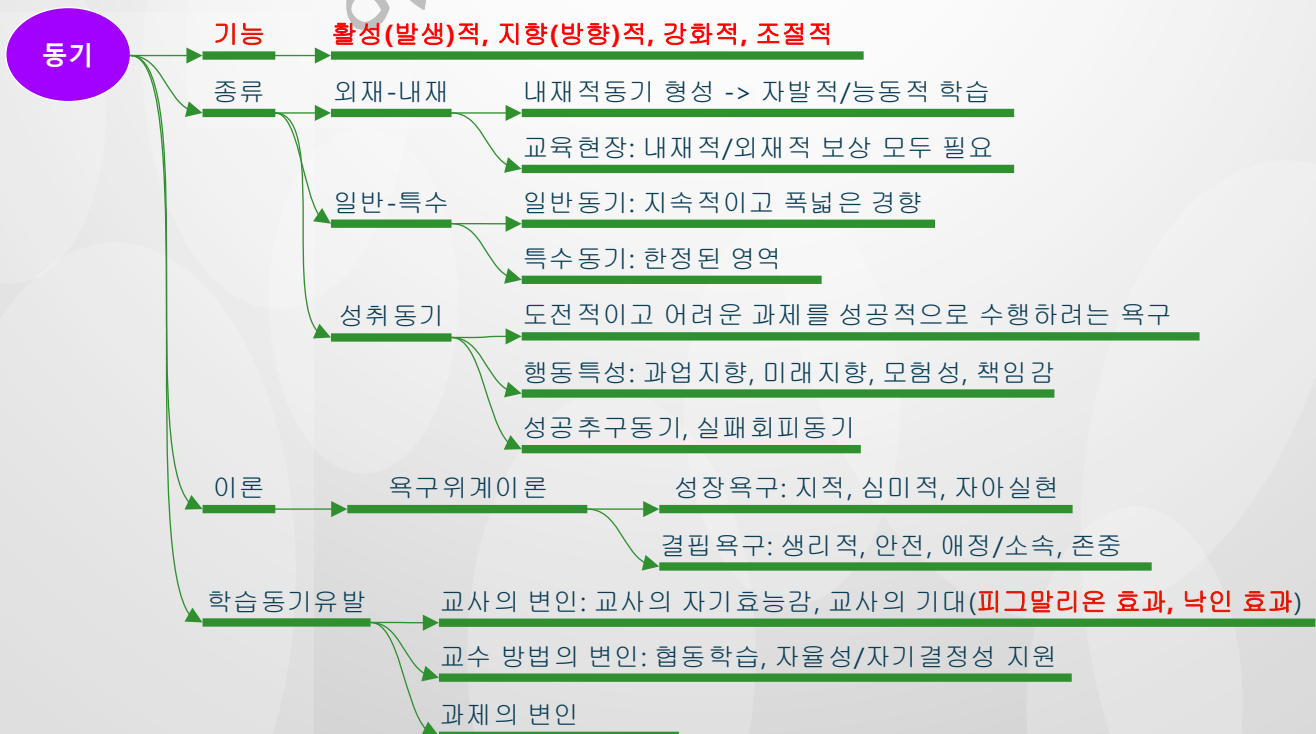 동기
기능
활성(발생)적, 지향(방향)적, 강화적, 조절적
종류
외재-내재
내재적동기 형성 -> 자발적/능동적 학습
교육현장: 내재적/외재적 보상 모두 필요
일반-특수
일반동기: 지속적이고 폭넓은 경향
특수동기: 한정된 영역
성취동기
도전적이고 어려운 과제를 성공적으로 수행하려는 욕구
행동특성: 과업지향, 미래지향, 모험성, 책임감
성공추구동기, 실패회피동기
이론
욕구위계이론
성장욕구: 지적, 심미적, 자아실현
결핍욕구: 생리적, 안전, 애정/소속, 존중
학습동기유발
교사의 변인: 교사의 자기효능감, 교사의 기대(피그말리온 효과, 낙인 효과)
교수 방법의 변인: 협동학습, 자율성/자기결정성 지원
과제의 변인